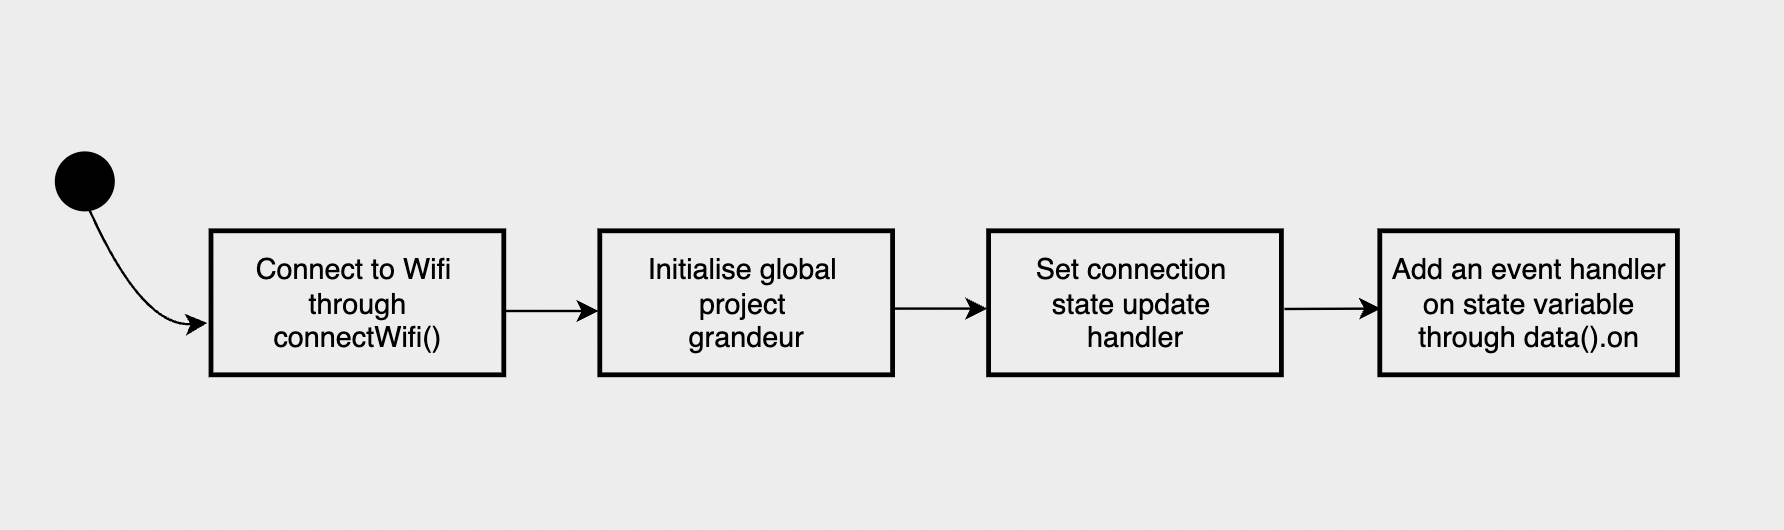 Connect to Wifi
through
connectWifi()
Initialise global
project
grandeur
Set connection
state update
handler
Add an event handler
on state variable
through data().on